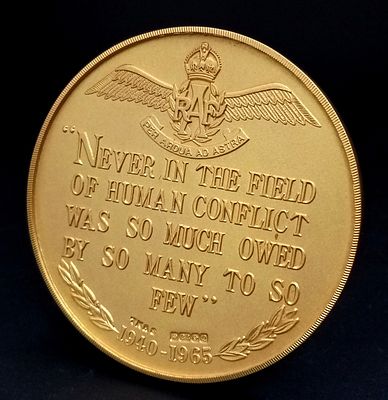 RAF
PER ARDUA AD ASTRA
"NEVER IN THE FIELD
OF HUMAN CONFLICT
WAS SO MUCH OWED
BY SO MANY TO SO
FEW"
1940-1965